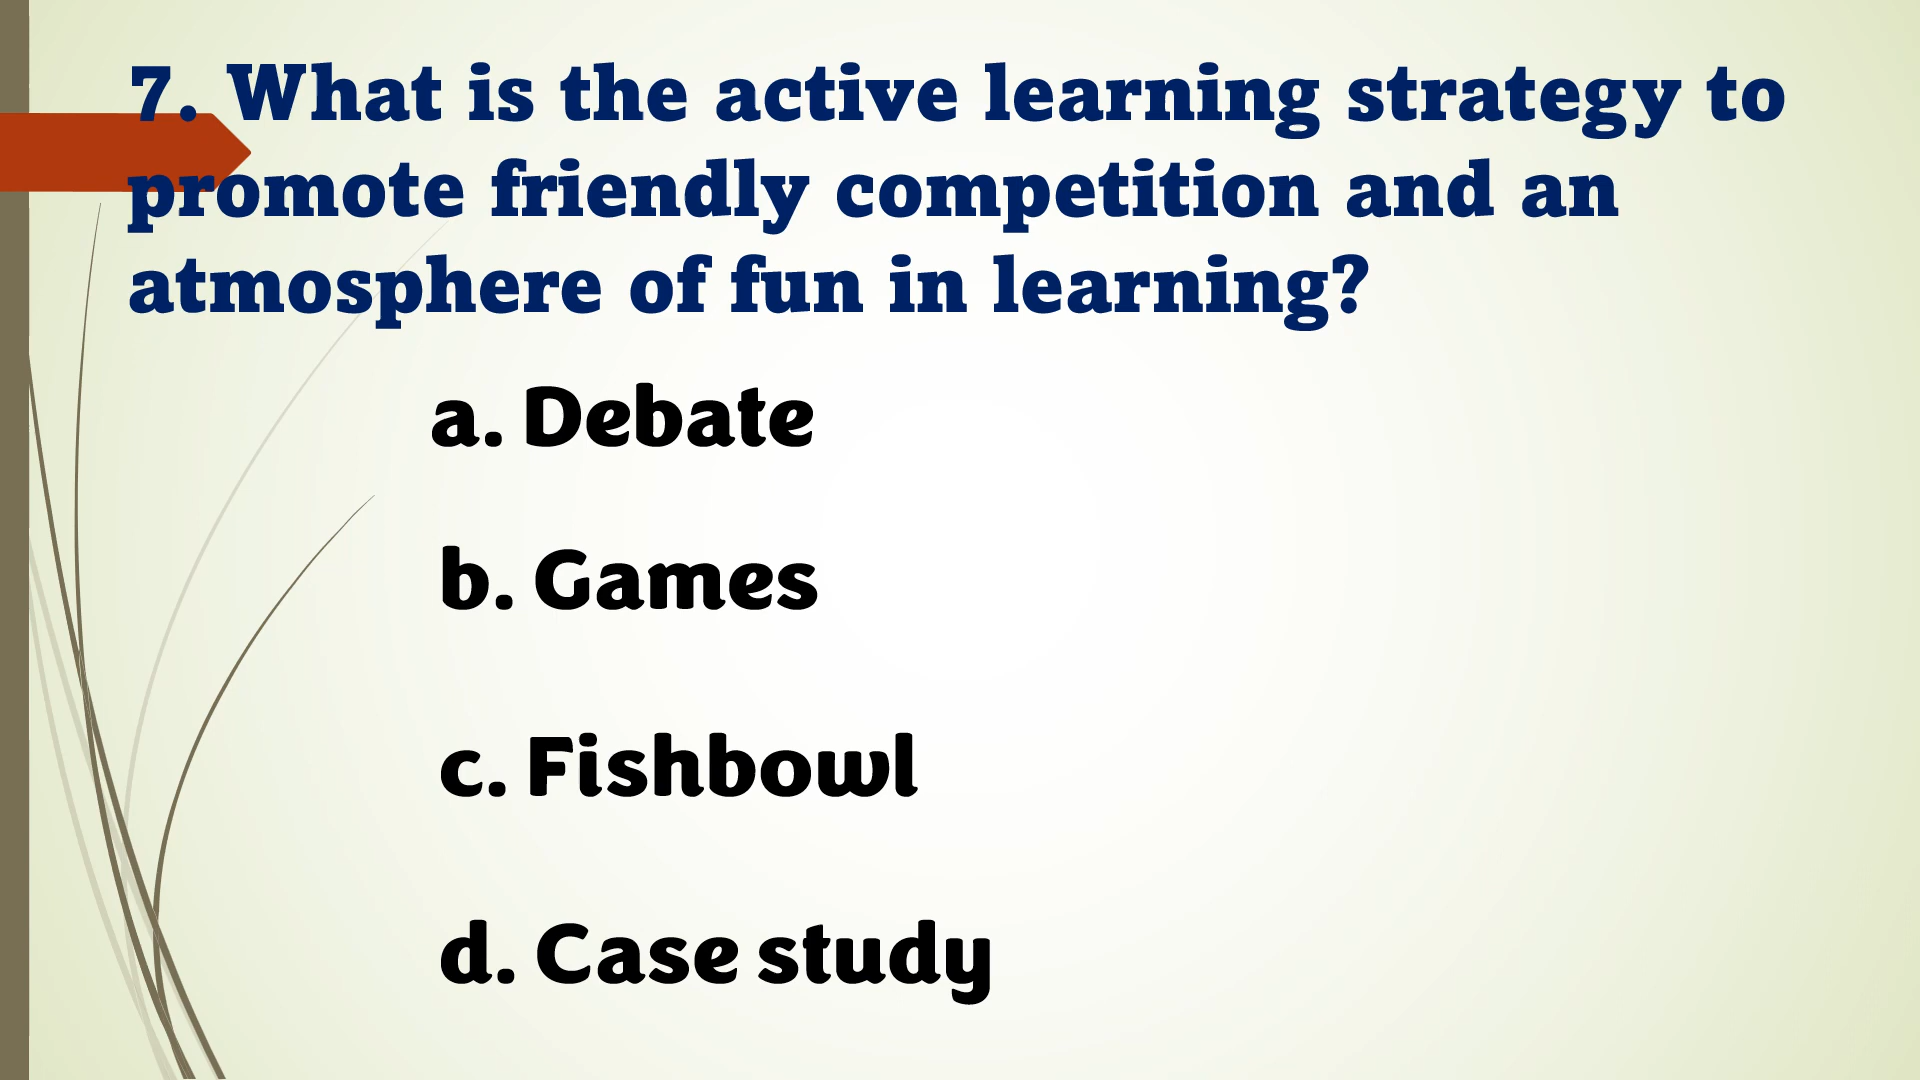 7. What is the active learning strategy to
promote friendly competition and an
atmosphere of fun in learning?
a. Debate
b. Games
c. Fishbowl
d. Case study